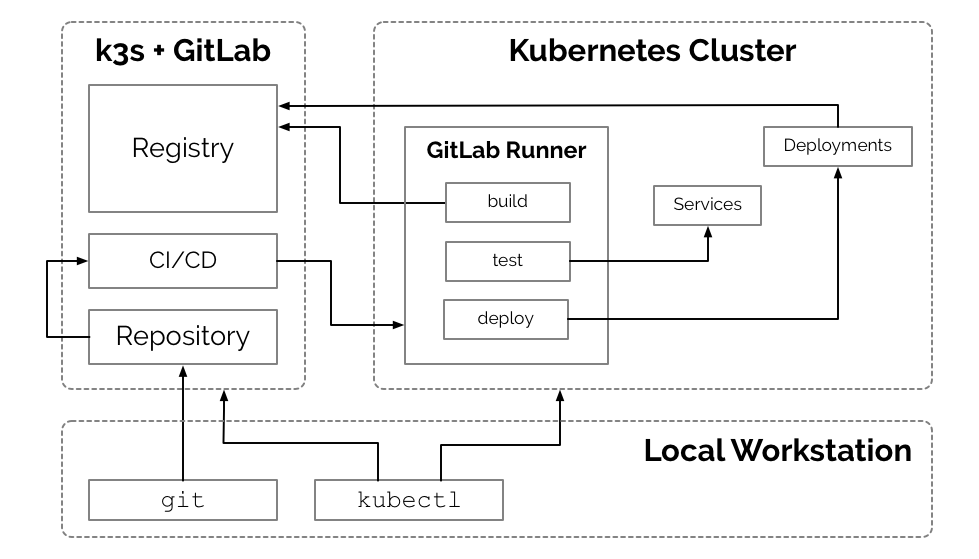 k3s + GitLab
Registry
CI/CD
Repository
Kubernetes Cluster
GitLab Runner
build
test
deploy
Services
Deployments
Local Workstation
git
kubectl